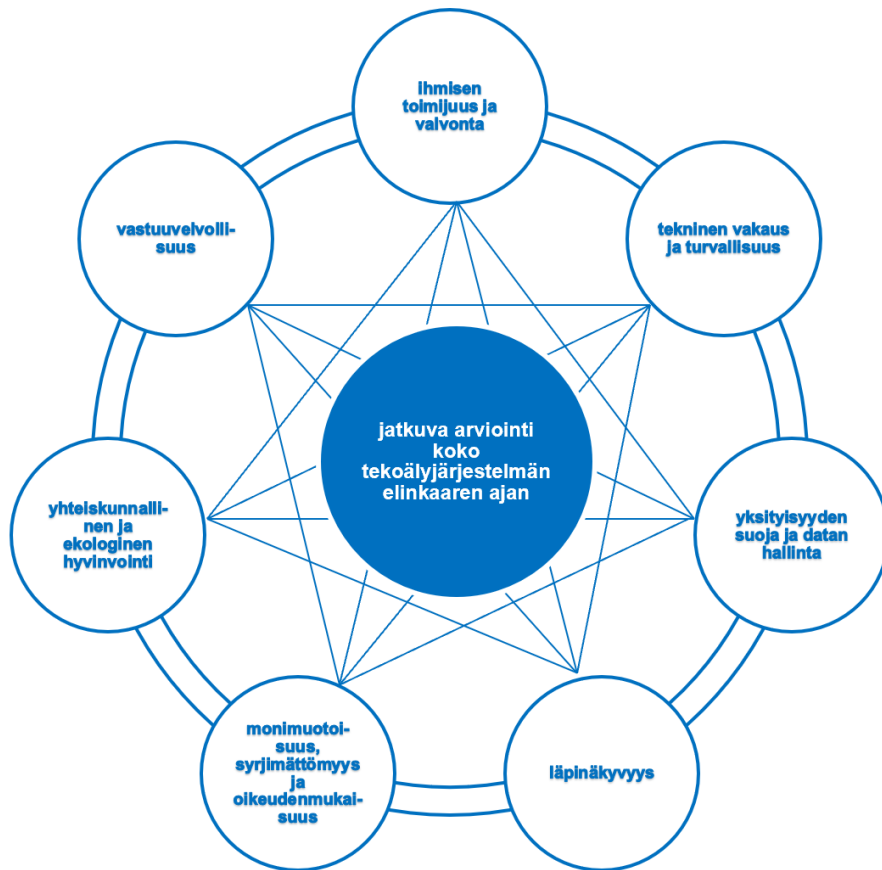 ihmisen
toimijuus ja
valvonta
tekninen vakaus
ja turvallisuus
yksityisyyden
suoja ja datan
hallinta
läpinäkyvyys
monimuotoi-
suus,
syrjimättömyys
ja
oikeudenmukai-
suus
yhteiskunnalli-
nen ja
ekologinen
hyvinvointi
vastuuvelvolli-
suus
jatkuva arviointi
koko
tekoälyjärjestelmän
elinkaaren ajan